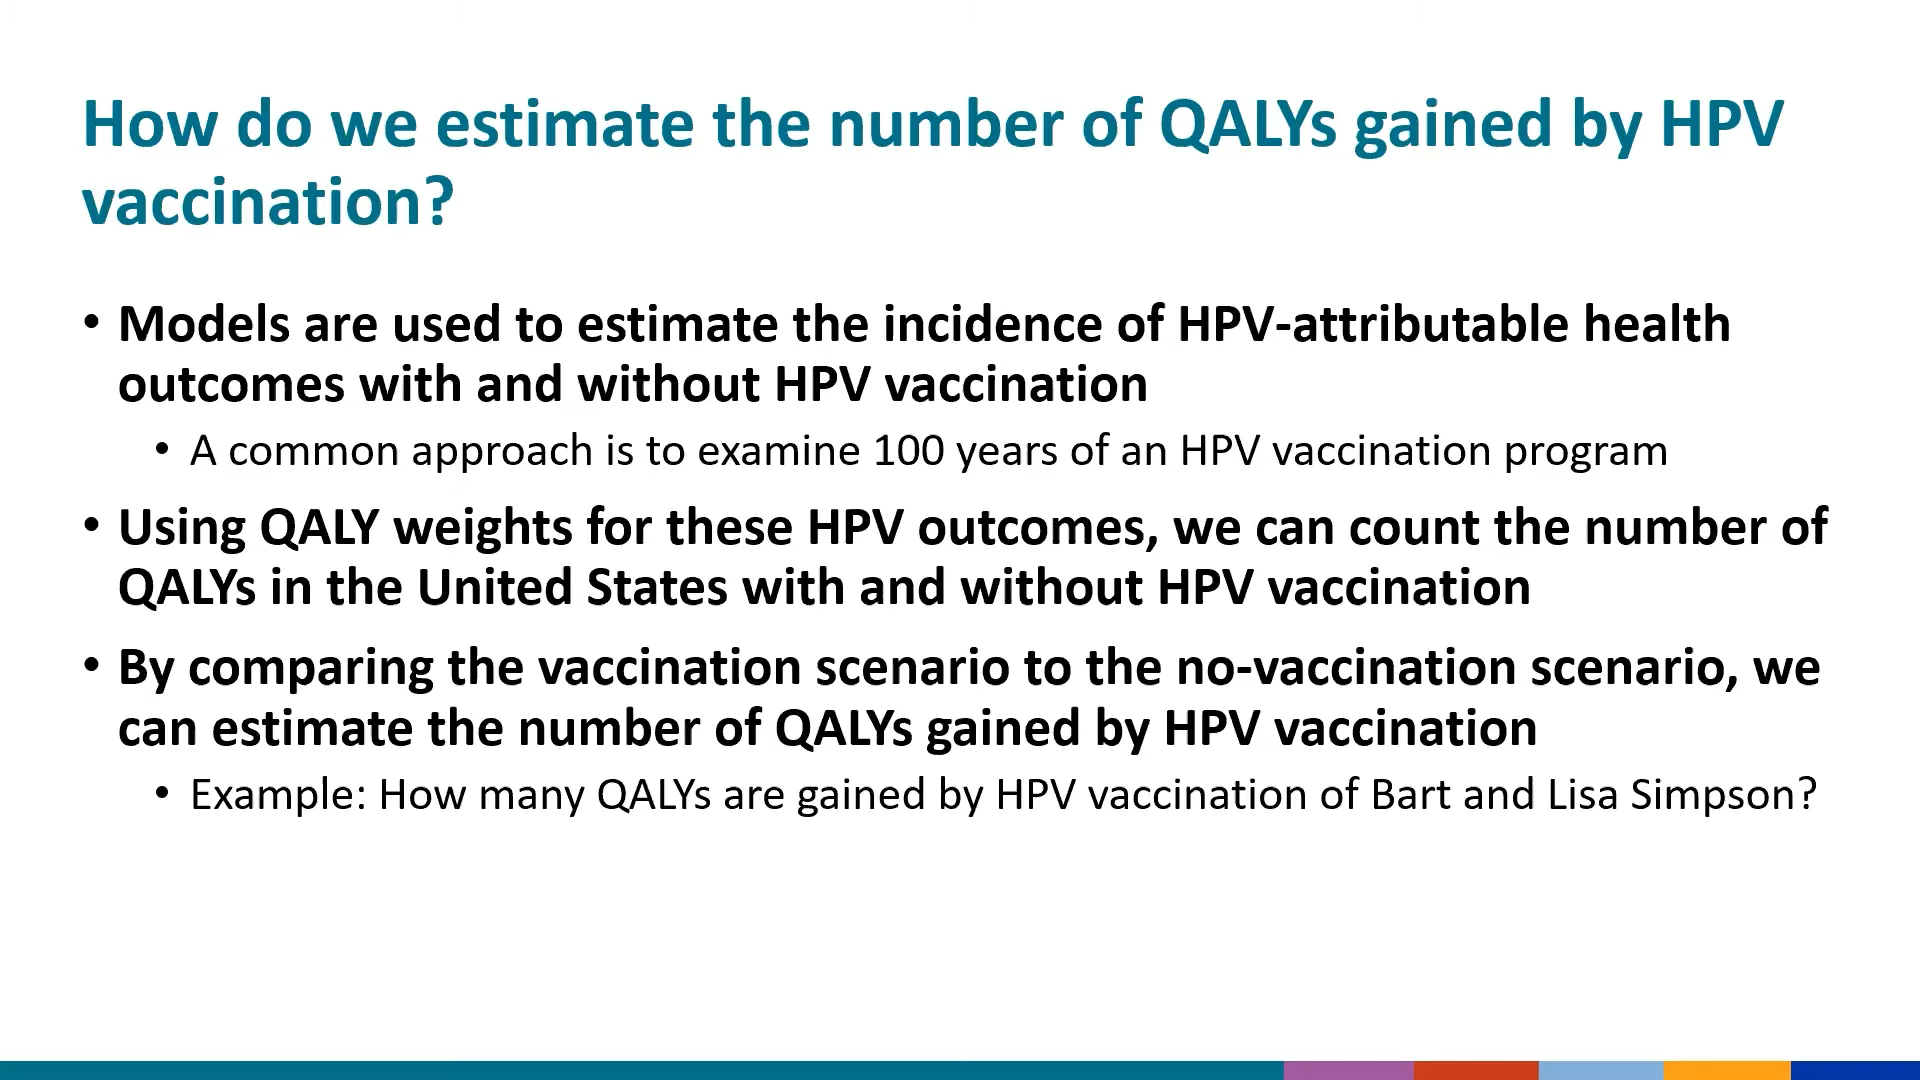 How do we estimate the number of QALYs gained by HPV
vaccination?
• Models are used to estimate the incidence of HPV-attributable health
outcomes with and without HPV vaccination
• A common approach is to examine 100 years of an HPV vaccination program
• Using QALY weights for these HPV outcomes, we can count the number of
QALYs in the United States with and without HPV vaccination
• By comparing the vaccination scenario to the no-vaccination scenario, we
can estimate the number of QALYs gained by HPV vaccination
• Example: How many QALYs are gained by HPV vaccination of Bart and Lisa Simpson?